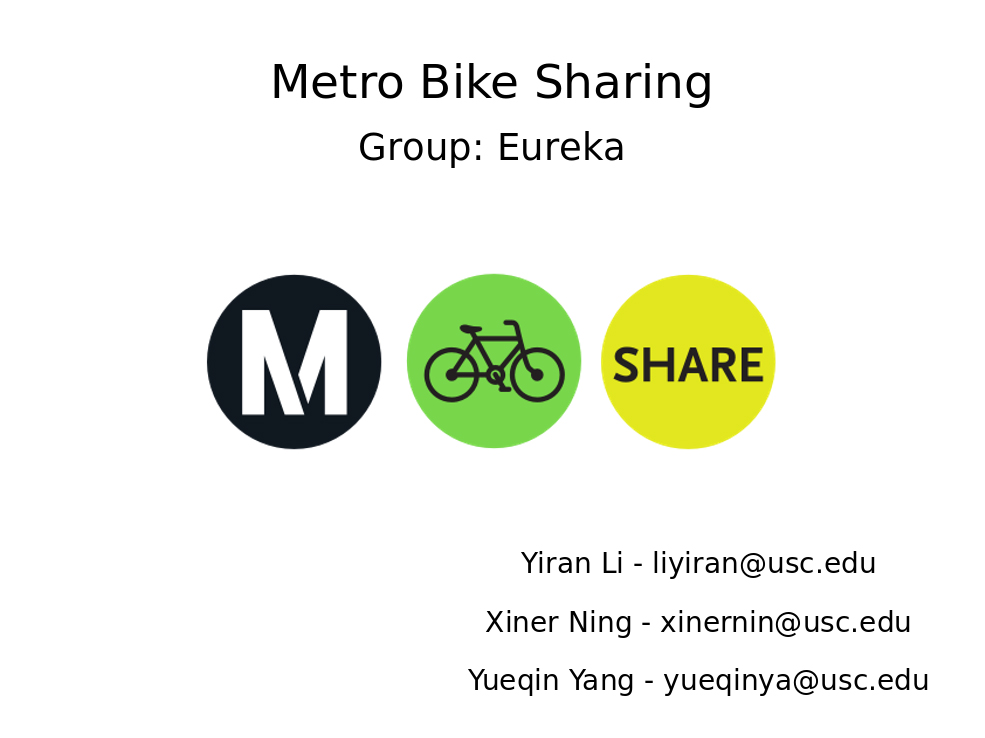 Metro Bike Sharing
Group: Eureka
M
SHARE
Yiran Li - liyiran@usc.edu
Xiner Ning - xinernin@usc.edu
Yueqin Yang - yueqinya@usc.edu